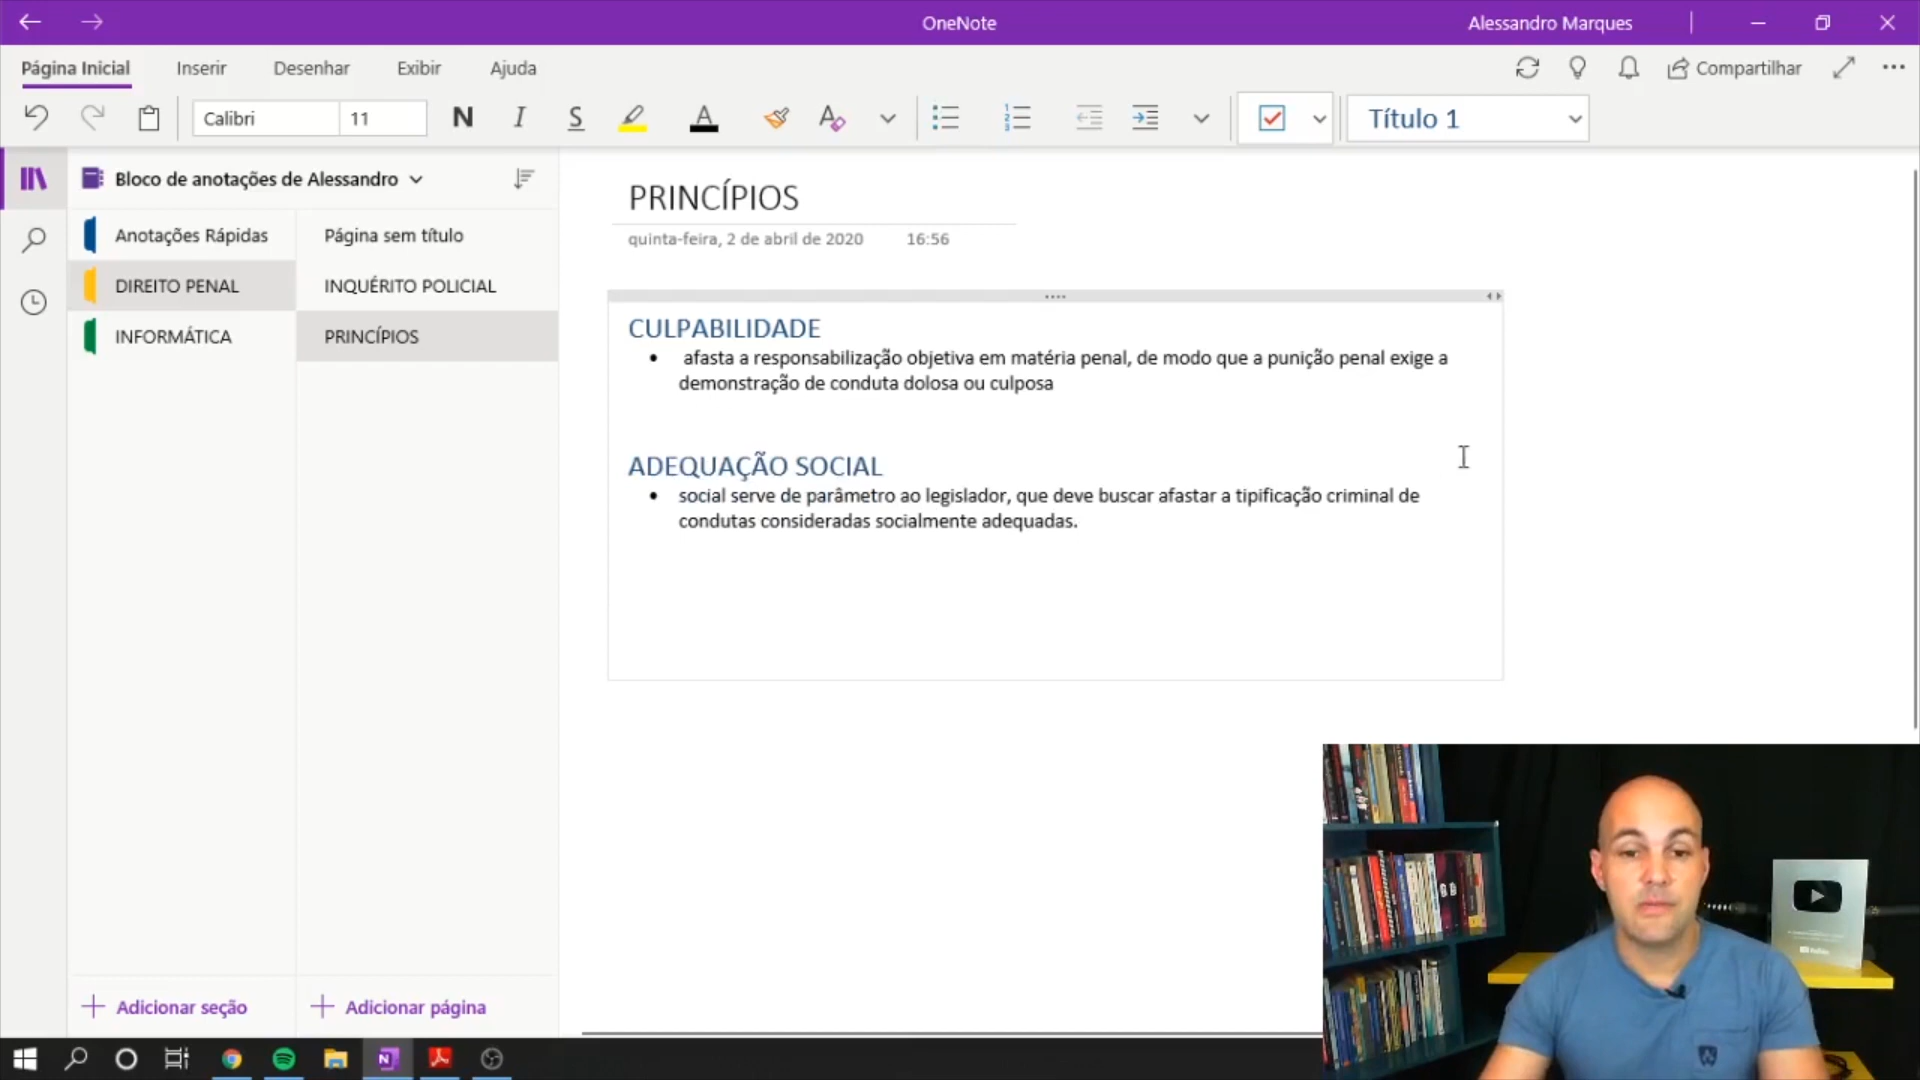 OneNote
Alessandro Marques
Página Inicial
Inserir
Desenhar
Exibir
Ajuda
Compartilhar
Calibri
11
N
I
S
A
A
Título 1
Bloco de anotações de Alessandro
Anotações Rápidas
DIREITO PENAL
INFORMÁTICA
Página sem título
INQUÉRITO POLICIAL
PRINCÍPIOS
PRINCÍPIOS
quinta-feira, 2 de abril de 2020 16:56
CULPABILIDADE
• afasta a responsabilização objetiva em matéria penal, de modo que a punição penal exige a
demonstração de conduta dolosa ou culposa
ADEQUAÇÃO SOCIAL
• social serve de parâmetro ao legislador, que deve buscar afastar a tipificação criminal de
condutas consideradas socialmente adequadas.
Adicionar seção
Adicionar página